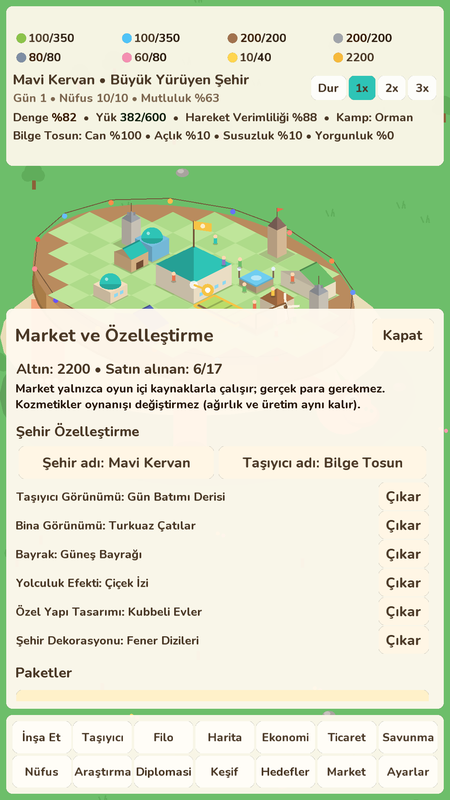 100/350 100/350 200/200 200/200
80/80 60/80 10/40 2200
Mavi Kervan • Büyük Yürüyen Şehir
Gün 1 • Nüfus 10/10 • Mutluluk %63
Dur 1x 2x 3x
Denge %82 • Yük 382/600 • Hareket Verimliliği %88 • Kamp: Orman
Bilge Tosun: Can %100 • Açlık %10 • Susuzluk %10 • Yorgunluk %0
Market ve Özelleştirme Kapat
Altın: 2200 • Satın alınan: 6/17
Market yalnızca oyun içi kaynaklarla çalışır; gerçek para gerekmez.
Kozmetikler oynanışı değiştirmez (ağırlık ve üretim aynı kalır).
Şehir Özelleştirme
Şehir adı: Mavi Kervan Taşıyıcı adı: Bilge Tosun
Taşıyıcı Görünümü: Gün Batımı Derisi Çıkar
Bina Görünümü: Turkuaz Çatılar Çıkar
Bayrak: Güneş Bayrağı Çıkar
Yolculuk Efekti: Çiçek İzi Çıkar
Özel Yapı Tasarımı: Kubbeli Evler Çıkar
Şehir Dekorasyonu: Fener Dizileri Çıkar
Paketler
İnşa Et Taşıyıcı Filo Harita Ekonomi Ticaret Savunma
Nüfus Araştırma Diplomasi Keşif Hedefler Market Ayarlar